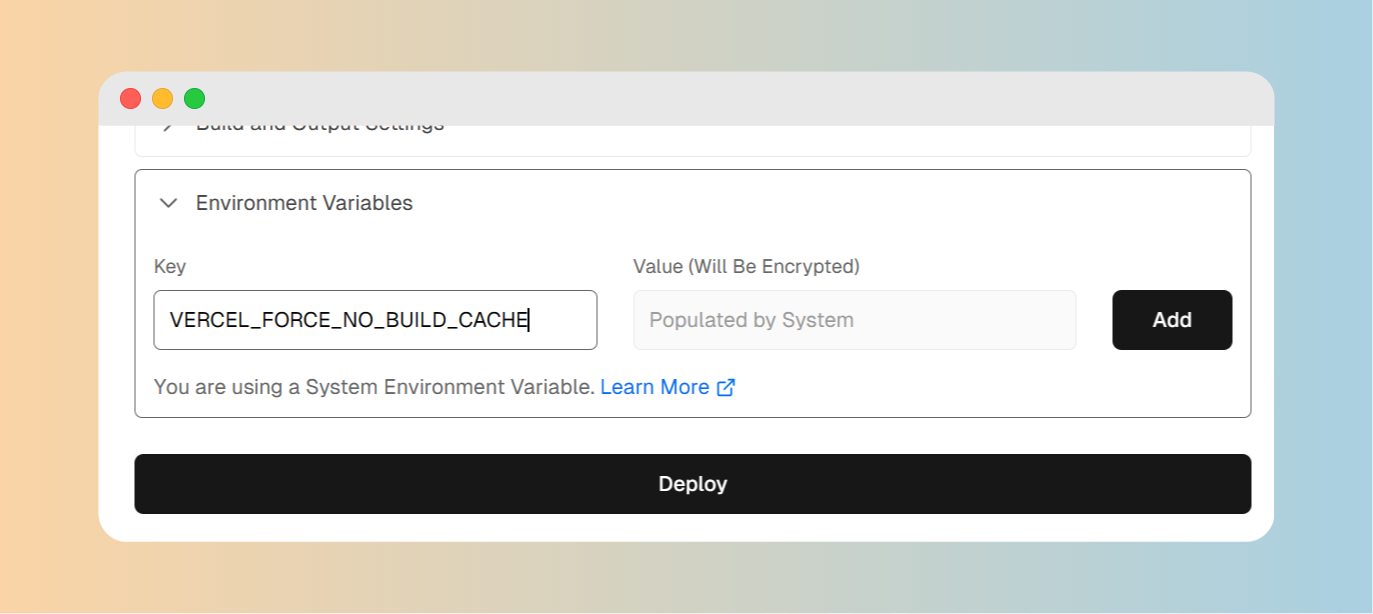 Build and Output Settings
Environment Variables
Key
Value (Will Be Encrypted)
VERCEL_FORCE_NO_BUILD_CACHE
Populated by System
Add
You are using a System Environment Variable. Learn More
Deploy